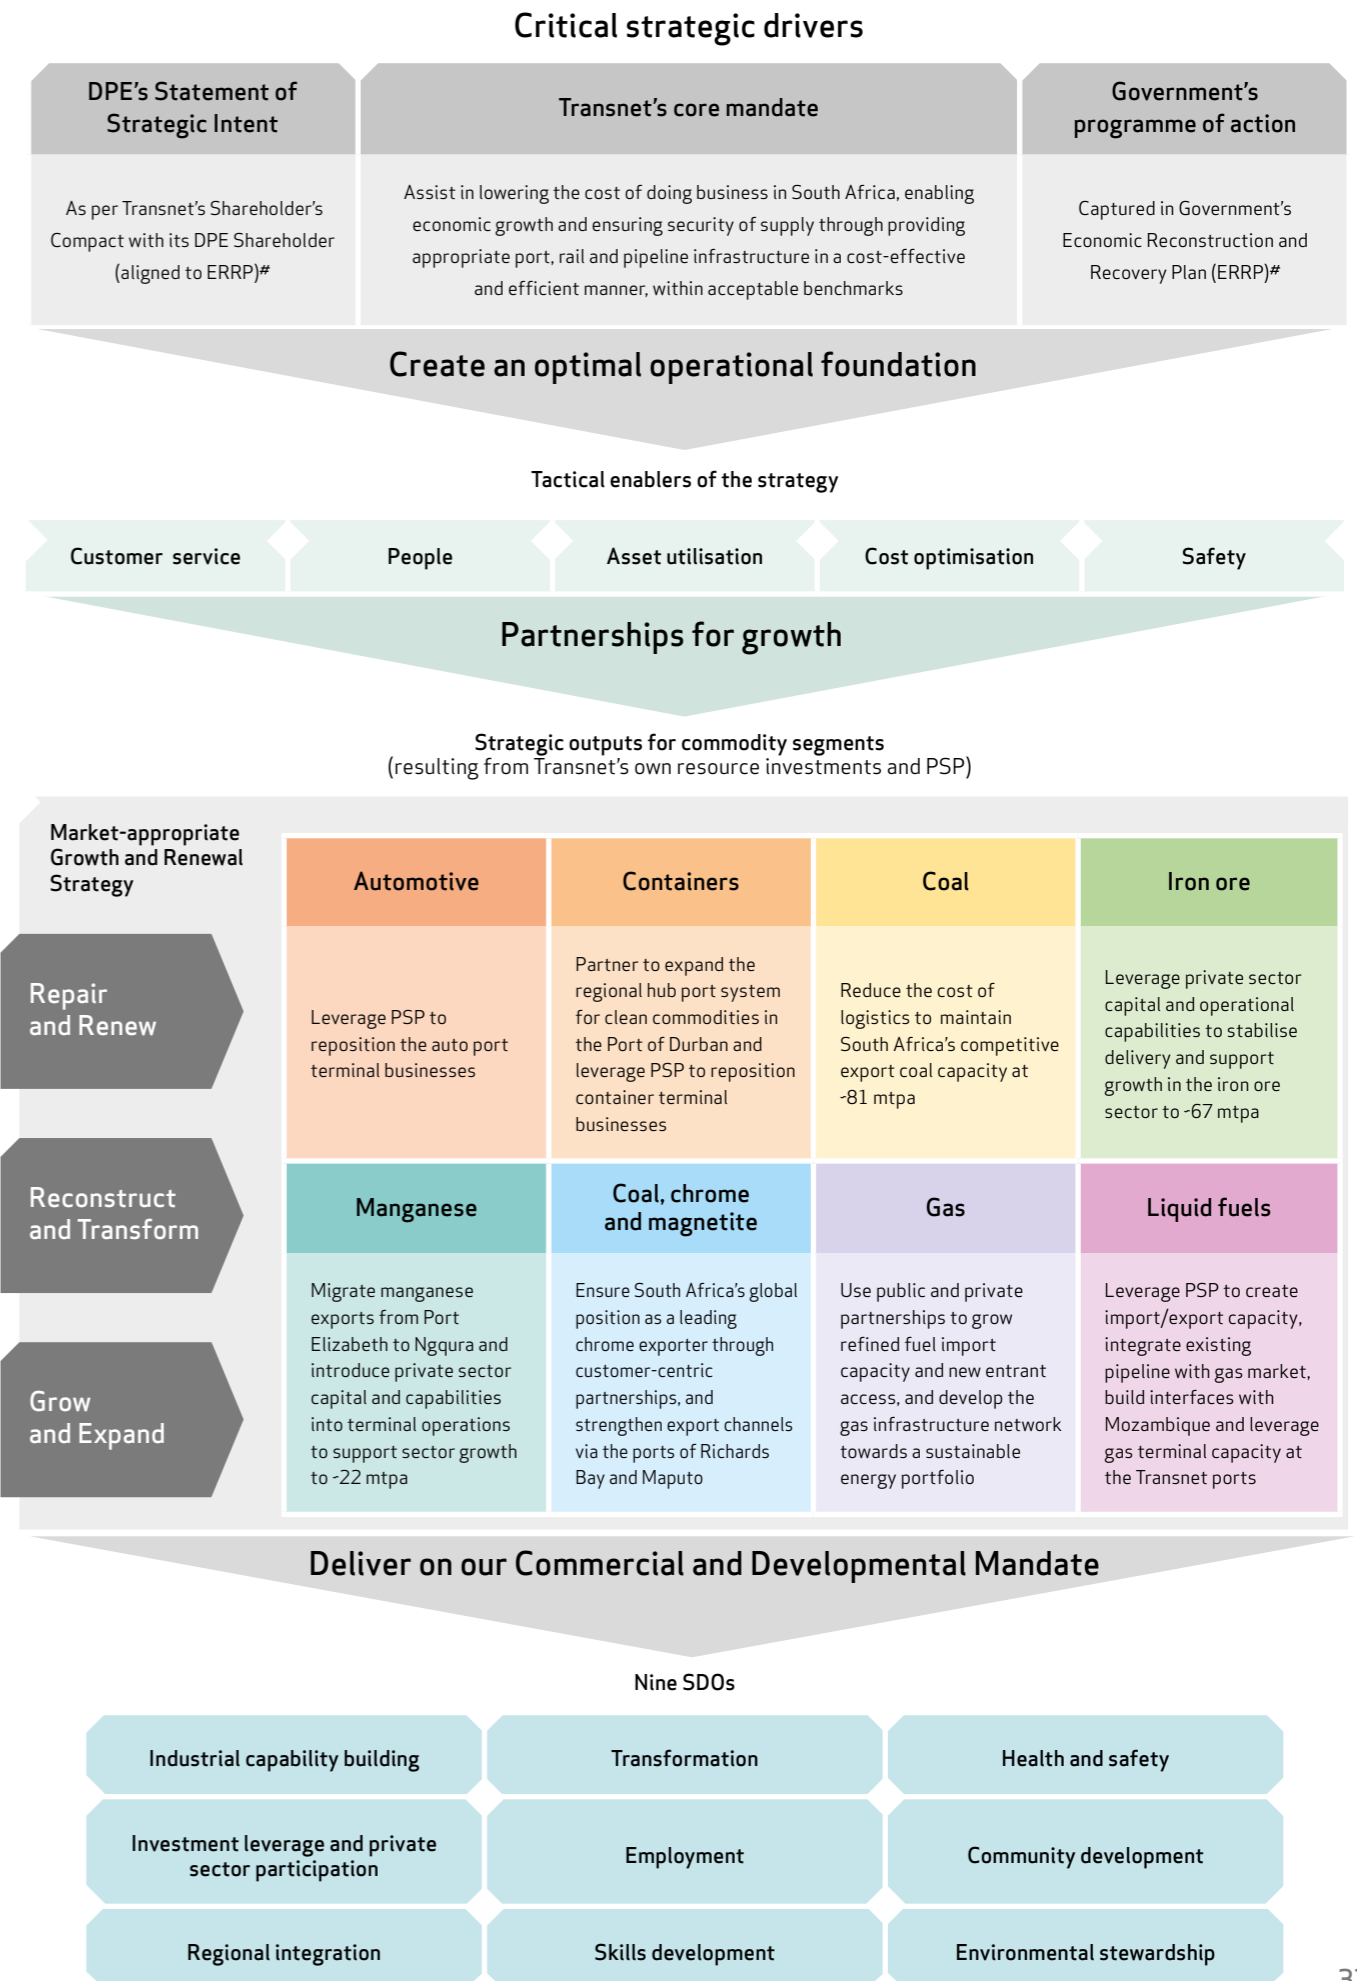 Critical strategic drivers
DPE's Statement of
Strategic Intent
As per Transnet's Shareholder's
Compact with its DPE Shareholder
(aligned to ERRP)#
Transnet's core mandate
Assist in lowering the cost of doing business in South Africa, enabling
economic growth and ensuring security of supply through providing
appropriate port, rail and pipeline infrastructure in a cost-effective
and efficient manner, within acceptable benchmarks
Government's
programme of action
Captured in Government's
Economic Reconstruction and
Recovery Plan (ERRP)#
Create an optimal operational foundation
Tactical enablers of the strategy
Customer service
People
Asset utilisation
Cost optimisation
Safety
Partnerships for growth
Strategic outputs for commodity segments
(resulting from Transnet's own resource investments and PSP)
Market-appropriate
Growth and Renewal
Strategy
Repair
and Renew
Reconstruct
and Transform
Grow
and Expand
Automotive
Leverage PSP to
reposition the auto port
terminal businesses
Containers
Partner to expand the
regional hub port system
for clean commodities in
the Port of Durban and
leverage PSP to reposition
container terminal
businesses
Coal
Reduce the cost of
logistics to maintain
South Africa's competitive
export coal capacity at
~81 mtpa
Iron ore
Leverage private sector
capital and operational
capabilities to stabilise
delivery and support
growth in the iron ore
sector to ~67 mtpa
Manganese
Migrate manganese
exports from Port
Elizabeth to Ngqura and
introduce private sector
capital and capabilities
into terminal operations
to support sector growth
to ~22 mtpa
Coal, chrome
and magnetite
Ensure South Africa's global
position as a leading
chrome exporter through
customer-centric
partnerships, and
strengthen export channels
via the ports of Richards
Bay and Maputo
Gas
Use public and private
partnerships to grow
refined fuel import
capacity and new entrant
access, and develop the
gas infrastructure network
towards a sustainable
energy portfolio
Liquid fuels
Leverage PSP to create
import/export capacity,
integrate existing
pipeline with gas market,
build interfaces with
Mozambique and leverage
gas terminal capacity at
the Transnet ports
Deliver on our Commercial and Developmental Mandate
Nine SDOs
Industrial capability building
Transformation
Health and safety
Investment leverage and private
sector participation
Employment
Community development
Regional integration
Skills development
Environmental stewardship